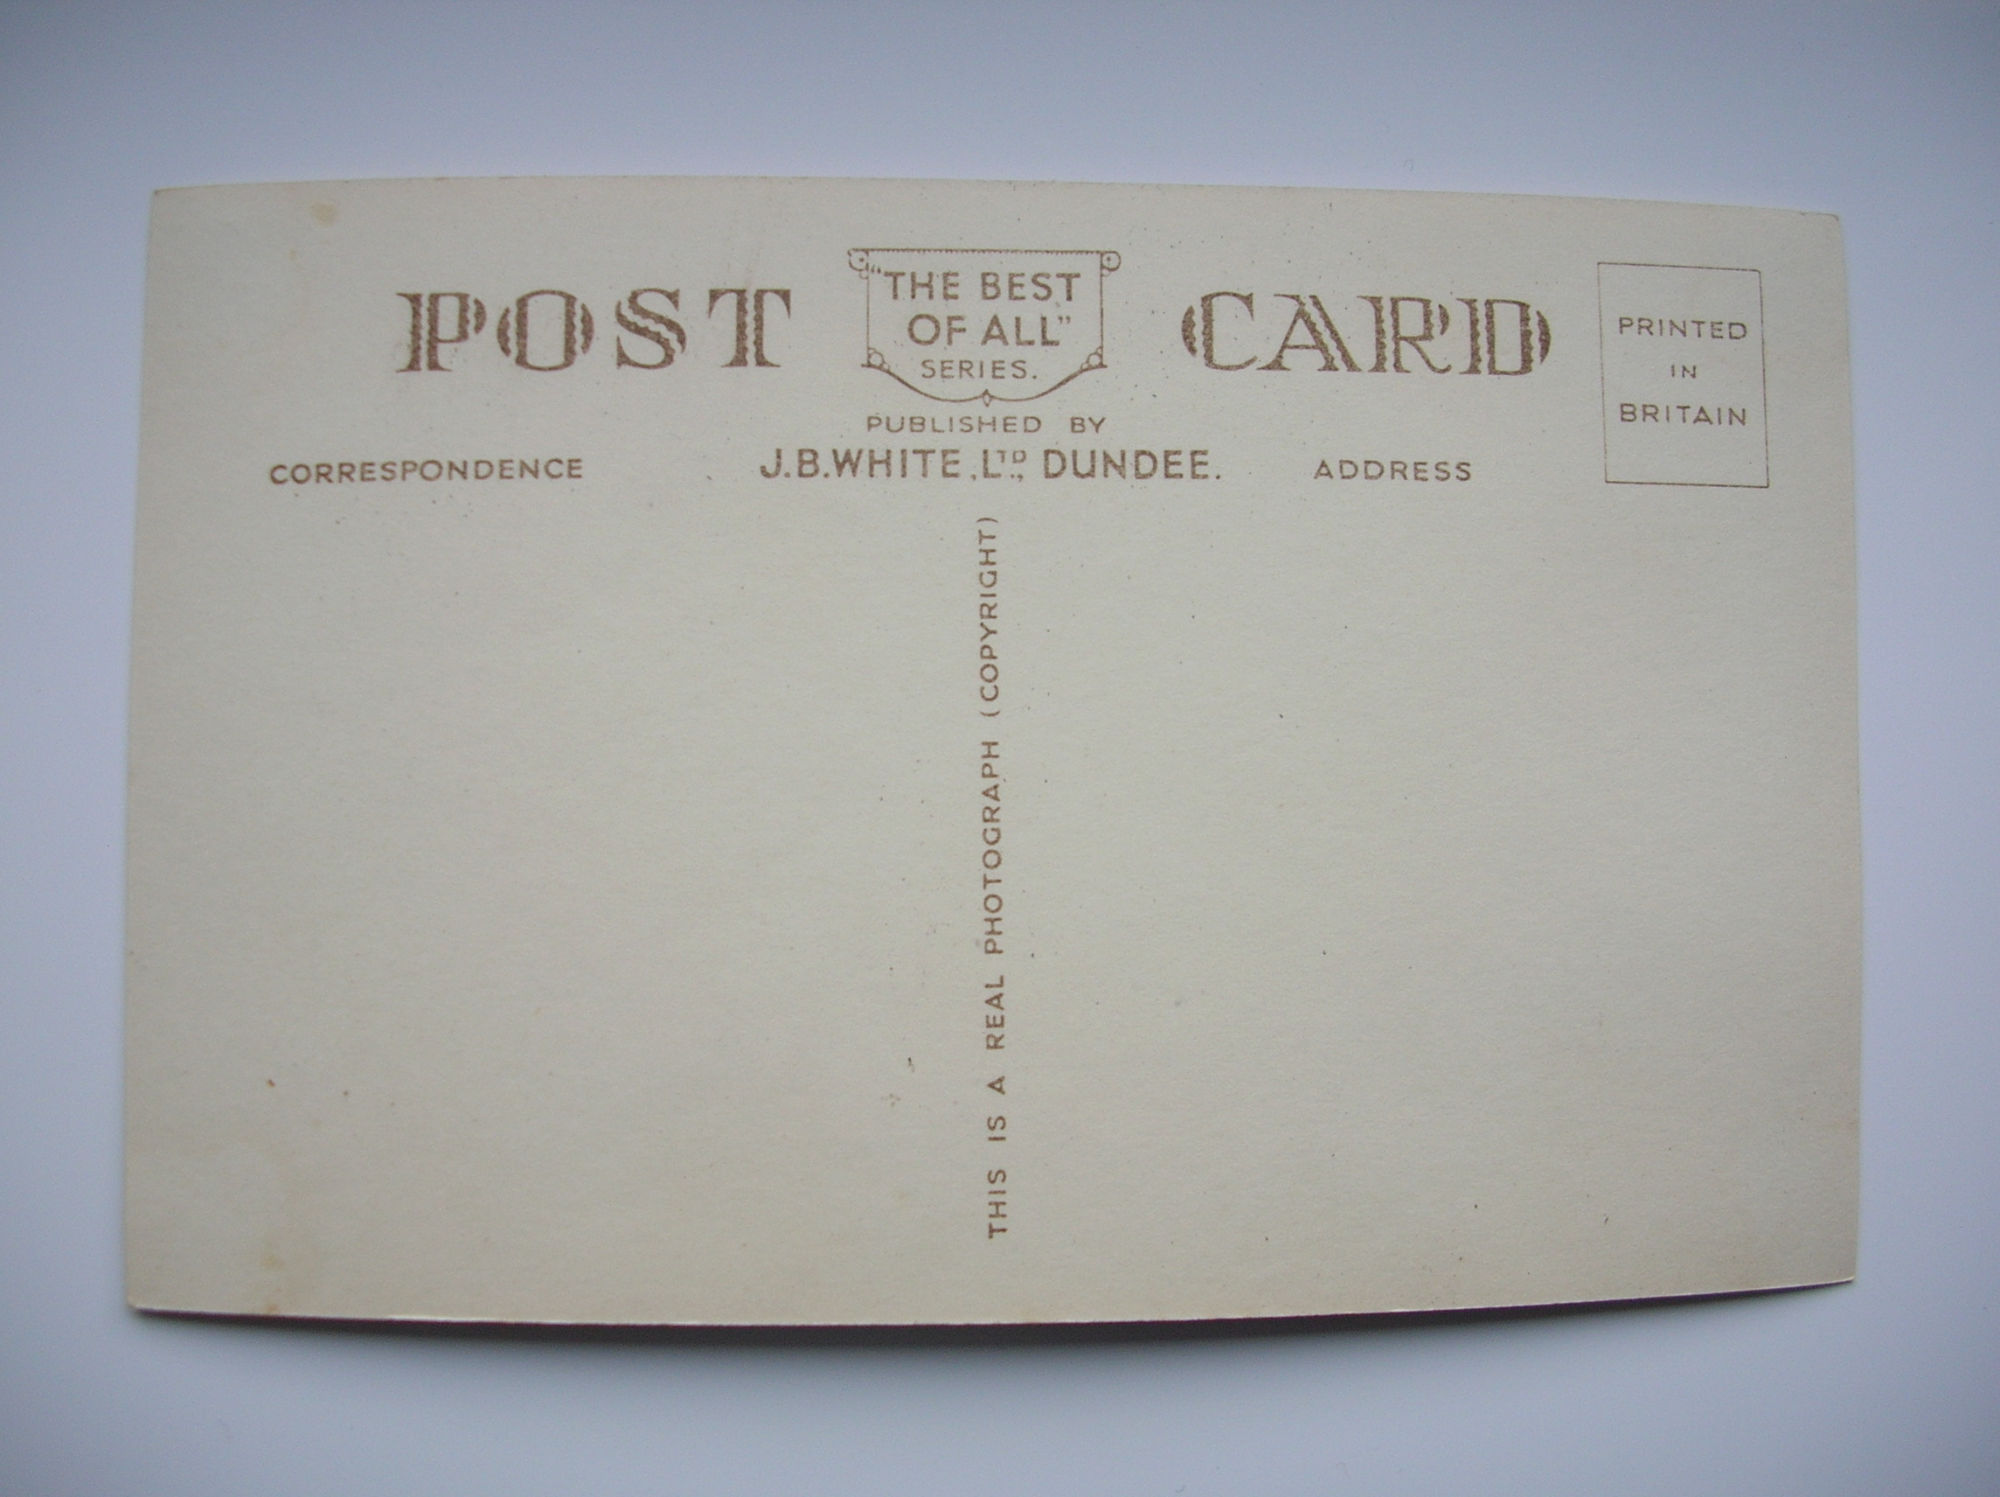 POST CARD
"THE BEST
OF ALL"
SERIES.
PUBLISHED BY
J.B.WHITE, LTD., DUNDEE.
CORRESPONDENCE
ADDRESS
PRINTED
IN
BRITAIN
THIS IS A REAL PHOTOGRAPH (COPYRIGHT)